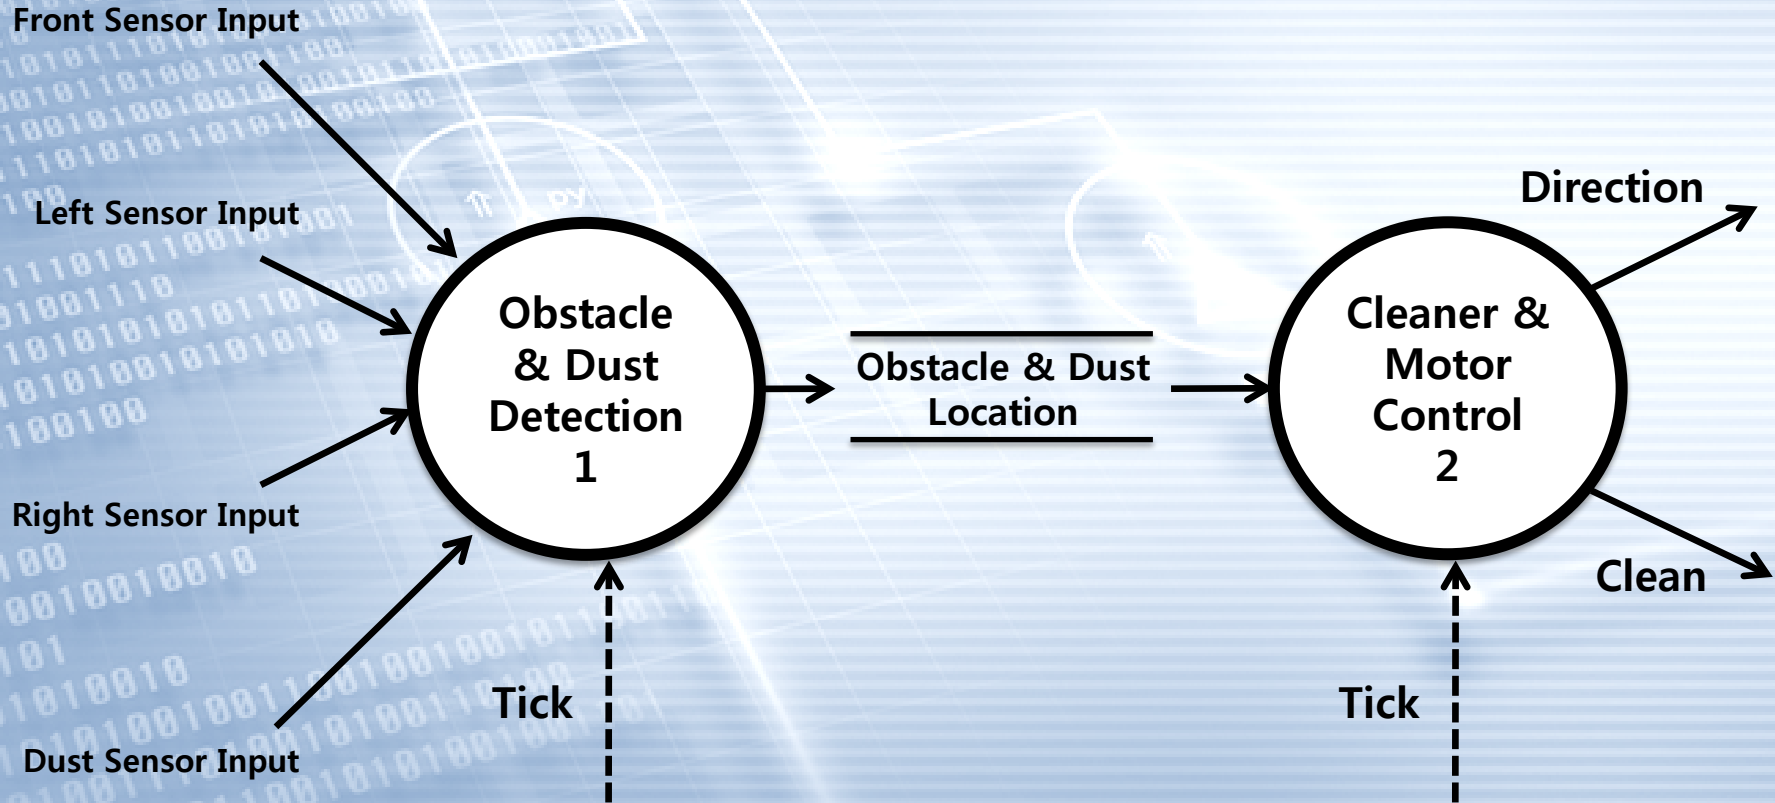 Front Sensor Input
Left Sensor Input
Right Sensor Input
Dust Sensor Input
Obstacle
& Dust
Detection
1
Tick
Obstacle & Dust
Location
Cleaner &
Motor
Control
2
Tick
Direction
Clean